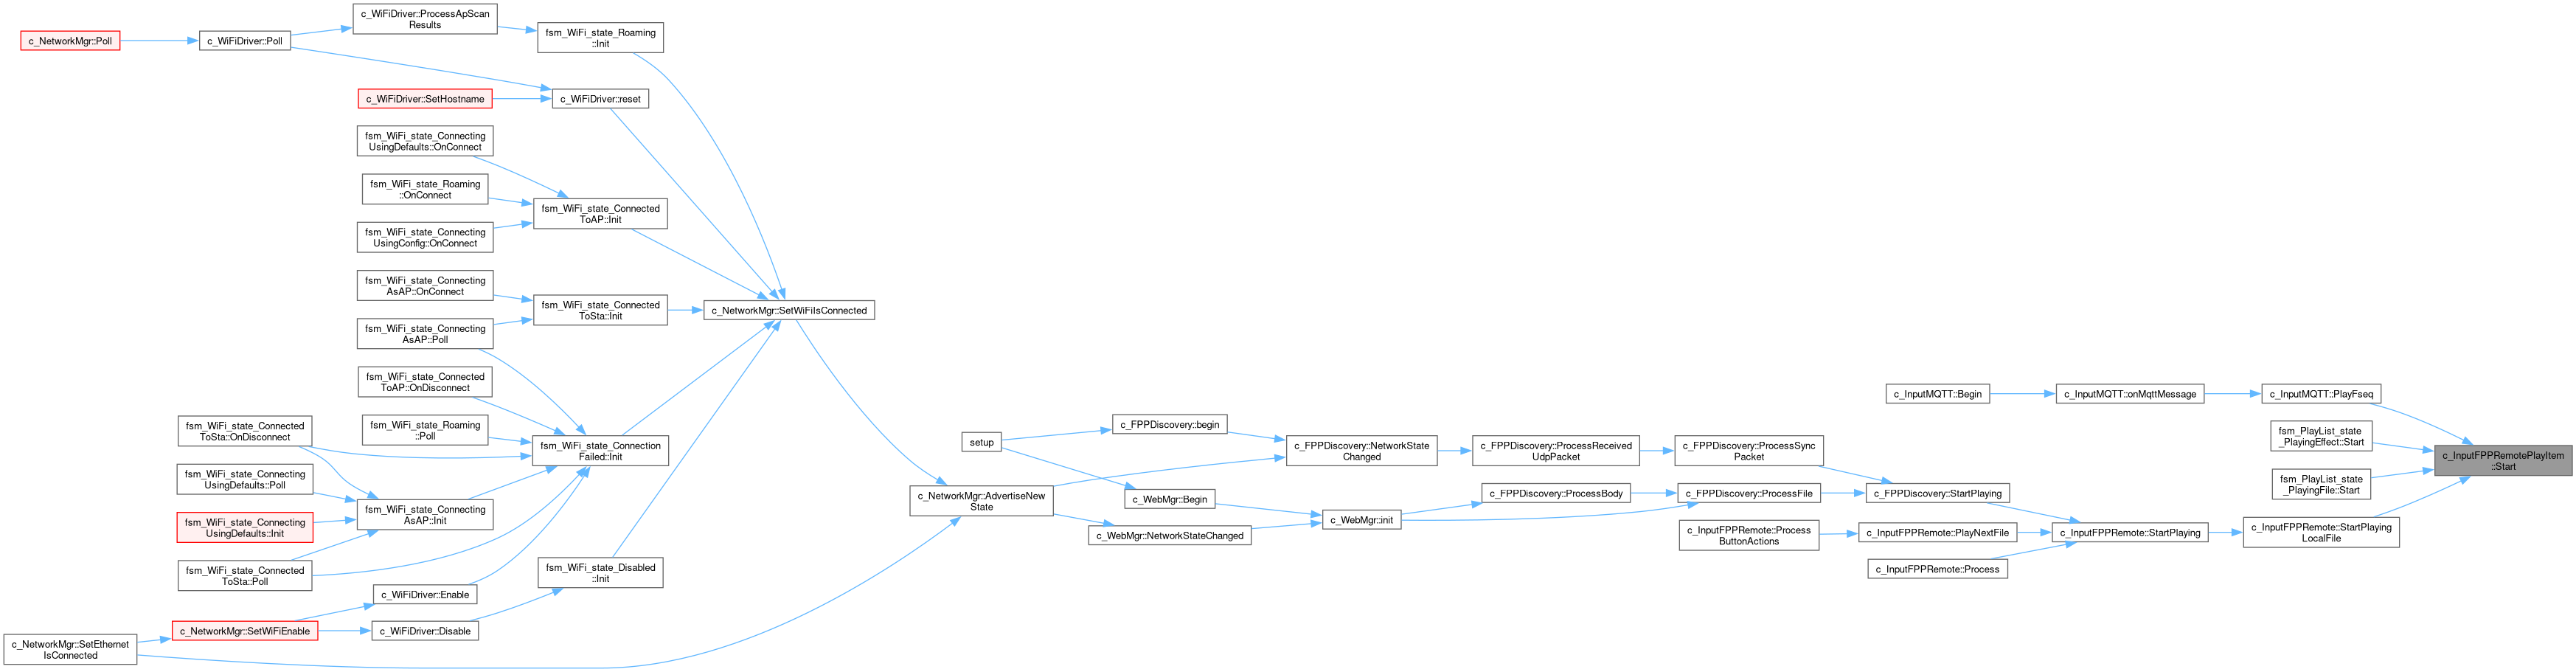 c_WiFiDriver::ProcessApScan
Results
c_NetworkMgr::Poll
c_WiFiDriver::Poll
fsm_WiFi_state_Roaming
::Init
c_WiFiDriver::SetHostname
c_WiFiDriver::reset
fsm_WiFi_state_Connecting
UsingDefaults::OnConnect
fsm_WiFi_state_Roaming
::OnConnect
fsm_WiFi_state_Connected
ToAP::Init
fsm_WiFi_state_Connecting
UsingConfig::OnConnect
fsm_WiFi_state_Connecting
AsAP::OnConnect
fsm_WiFi_state_Connected
ToSta::Init
c_NetworkMgr::SetWiFiIsConnected
fsm_WiFi_state_Connecting
AsAP::Poll
fsm_WiFi_state_Connected
ToAP::OnDisconnect
fsm_WiFi_state_Connected
ToSta::OnDisconnect
fsm_WiFi_state_Roaming
::Poll
fsm_WiFi_state_Connection
Failed::Init
fsm_WiFi_state_Connecting
UsingDefaults::Poll
fsm_WiFi_state_Connecting
UsingDefaults::Init
fsm_WiFi_state_Connecting
AsAP::Init
fsm_WiFi_state_Connected
ToSta::Poll
c_WiFiDriver::Enable
fsm_WiFi_state_Disabled
::Init
c_NetworkMgr::SetWiFiEnable
c_WiFiDriver::Disable
c_NetworkMgr::SetEthernet
IsConnected
c_NetworkMgr::AdvertiseNew
State
setup
c_FPPDiscovery::begin
c_WebMgr::Begin
c_WebMgr::NetworkStateChanged
c_FPPDiscovery::NetworkState
Changed
c_WebMgr::init
c_FPPDiscovery::ProcessReceived
UdpPacket
c_FPPDiscovery::ProcessBody
c_FPPDiscovery::ProcessSync
Packet
c_FPPDiscovery::ProcessFile
c_InputFPPRemote::Process
ButtonActions
c_InputMQTT::Begin
c_FPPDiscovery::StartPlaying
c_InputFPPRemote::PlayNextFile
c_InputFPPRemote::Process
c_InputMQTT::onMqttMessage
c_InputFPPRemote::StartPlaying
c_InputMQTT::PlayFseq
fsm_PlayList_state
_PlayingEffect::Start
fsm_PlayList_state
_PlayingFile::Start
c_InputFPPRemote::StartPlaying
LocalFile
c_InputFPPRemotePlayItem
::Start